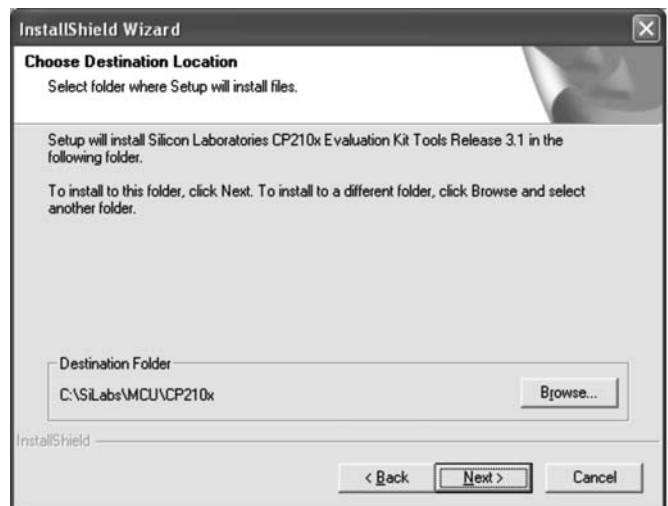 InstallShield Wizard
Choose Destination Location
Select folder where Setup will install files.
Setup will install Silicon Laboratories CP210x Evaluation Kit Tools Release 3.1 in the
following folder.
To install to this folder, click Next. To install to a different folder, click Browse and select
another folder.
Destination Folder
C:\SiLabs\MCU\CP210x
Browse...
InstallShield
< Back
Next >
Cancel